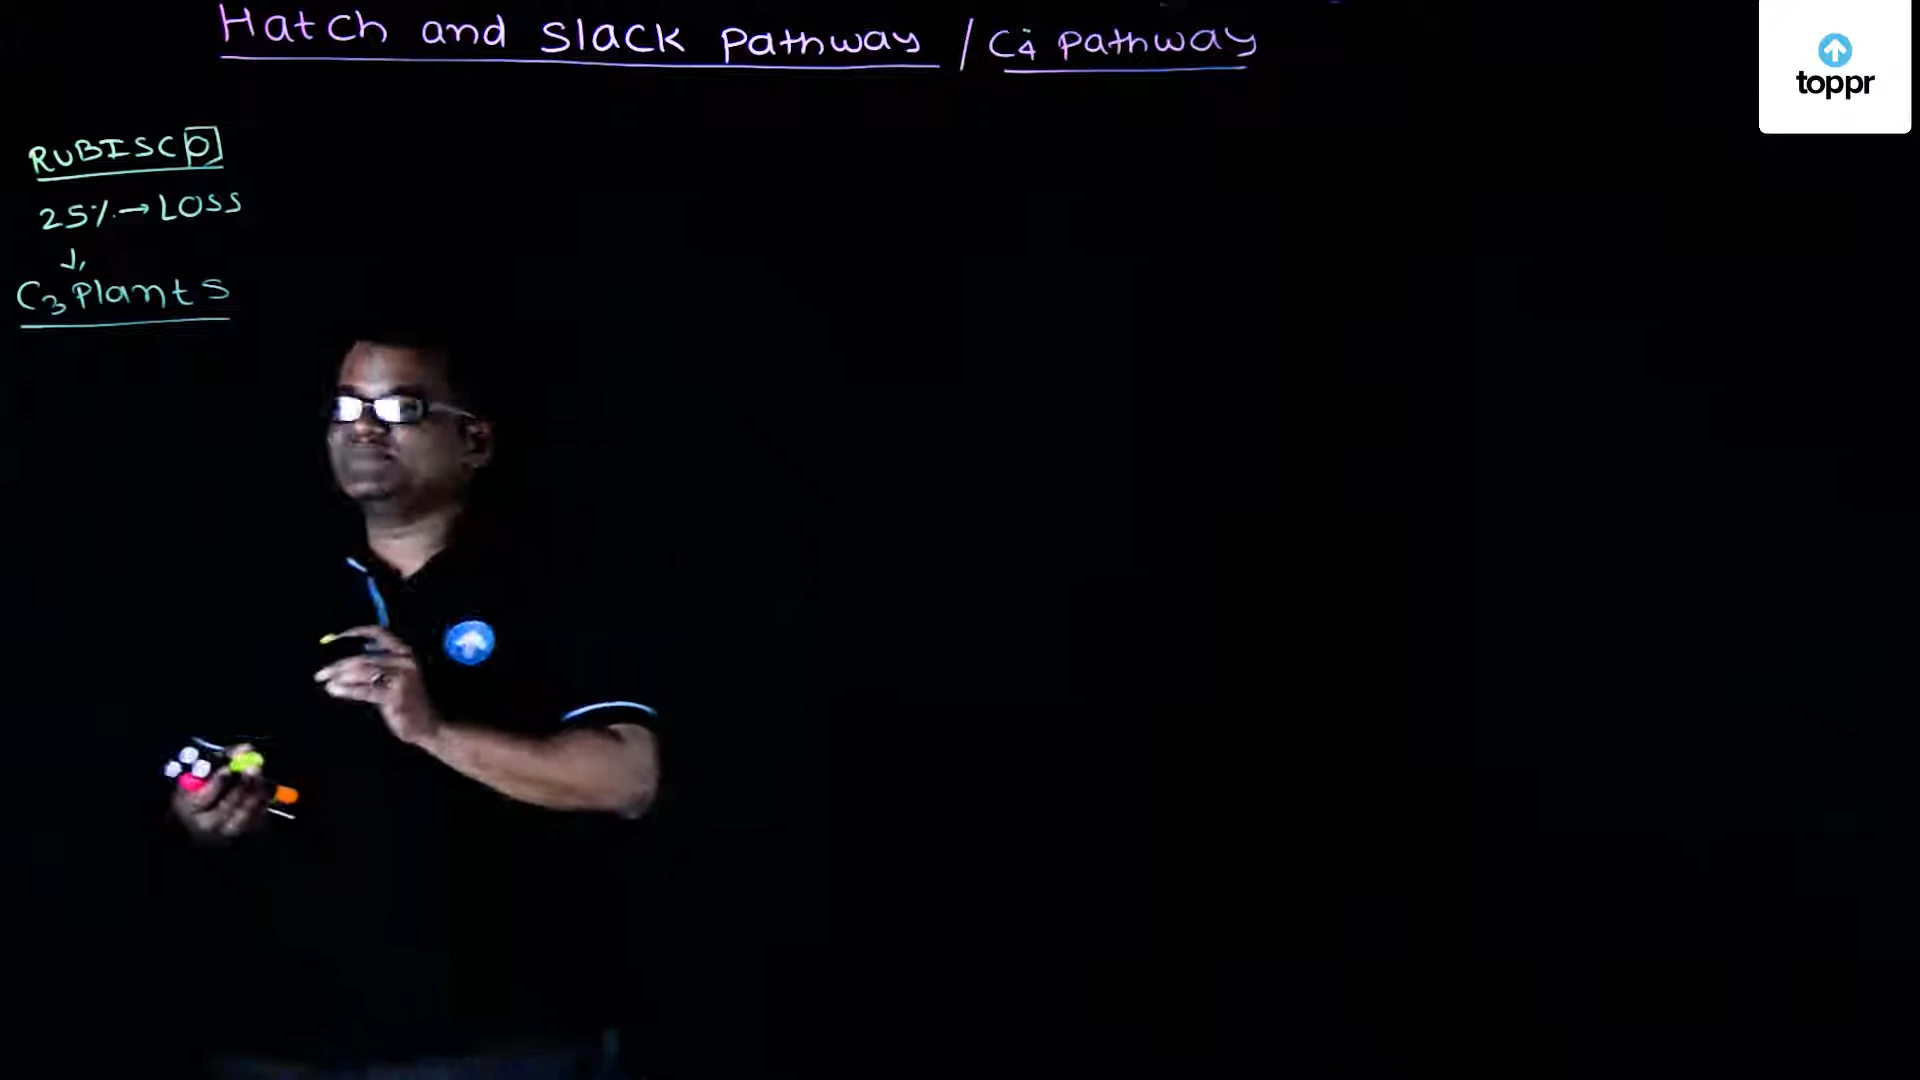 Hatch and Slack Pathway / C4 Pathway
toppr
RUBISCO
25% → LOSS
↓
C3 Plants